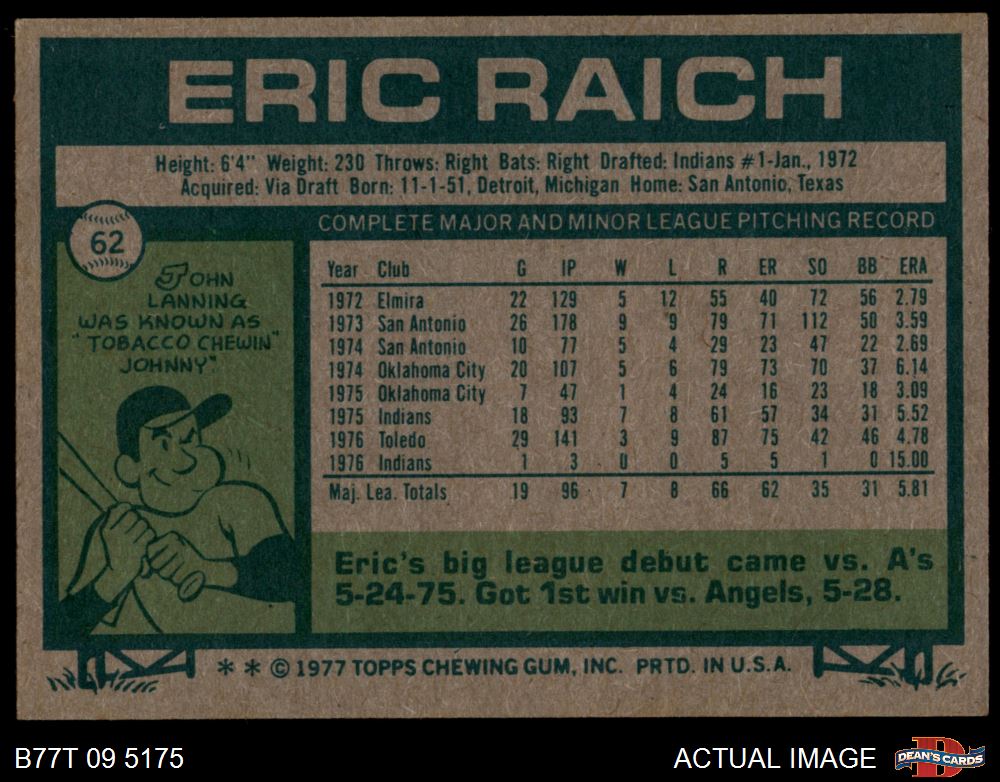 ERIC RAICH
Height: 6'4" Weight: 230 Throws: Right Bats: Right Drafted: Indians #1-Jan., 1972
Acquired: Via Draft Born: 11-1-51, Detroit, Michigan Home: San Antonio, Texas
62
COMPLETE MAJOR AND MINOR LEAGUE PITCHING RECORD
JOHN
LANNING
WAS KNOWN AS
"TOBACCO CHEWIN'
JOHNNY".
Year Club G IP W L R ER SO BB ERA
1972 Elmira 22 129 5 12 55 40 72 56 2.79
1973 San Antonio 26 178 9 9 79 71 112 50 3.59
1974 San Antonio 10 77 5 4 29 23 47 22 2.69
1974 Oklahoma City 20 107 5 6 79 73 70 37 6.14
1975 Oklahoma City 7 47 1 4 24 16 23 18 3.09
1975 Indians 18 93 7 8 61 57 34 31 5.52
1976 Toledo 29 141 3 9 87 75 42 46 4.78
1976 Indians 1 3 0 0 5 5 1 0 15.00
Maj. Lea. Totals 19 96 7 8 66 62 35 31 5.81
Eric's big league debut came vs. A's
5-24-75. Got 1st win vs. Angels, 5-28.
* * © 1977 TOPPS CHEWING GUM, INC. PRTD. IN U.S.A.
B77T 09 5175
ACTUAL IMAGE
D
DEAN'S CARDS